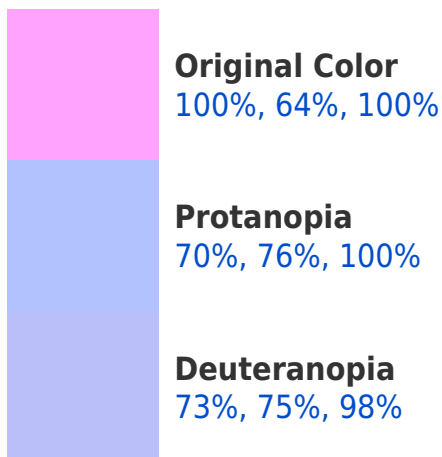 Original Color
100%, 64%, 100%
Protanopia
70%, 76%, 100%
Deuteranopia
73%, 75%, 98%